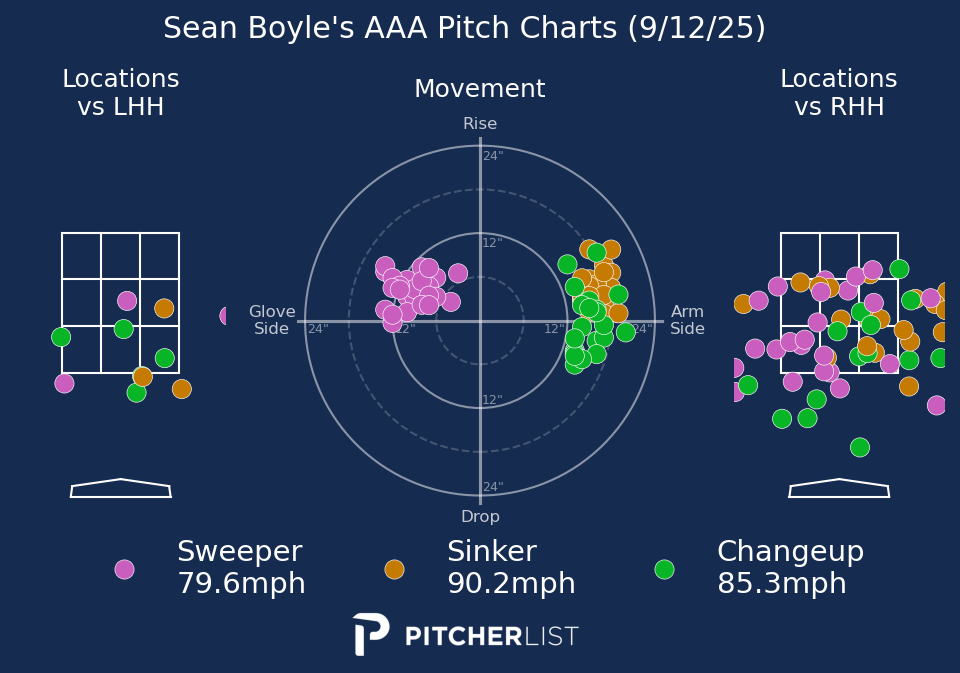 Sean Boyle's AAA Pitch Charts (9/12/25)
Locations
vs LHH
Movement
Locations
vs RHH
Rise
24"
12"
Glove
Side
24"
12"
12"
24"
Arm
Side
12"
24"
Drop
Sweeper
79.6mph
Sinker
90.2mph
Changeup
85.3mph
PITCHERLIST